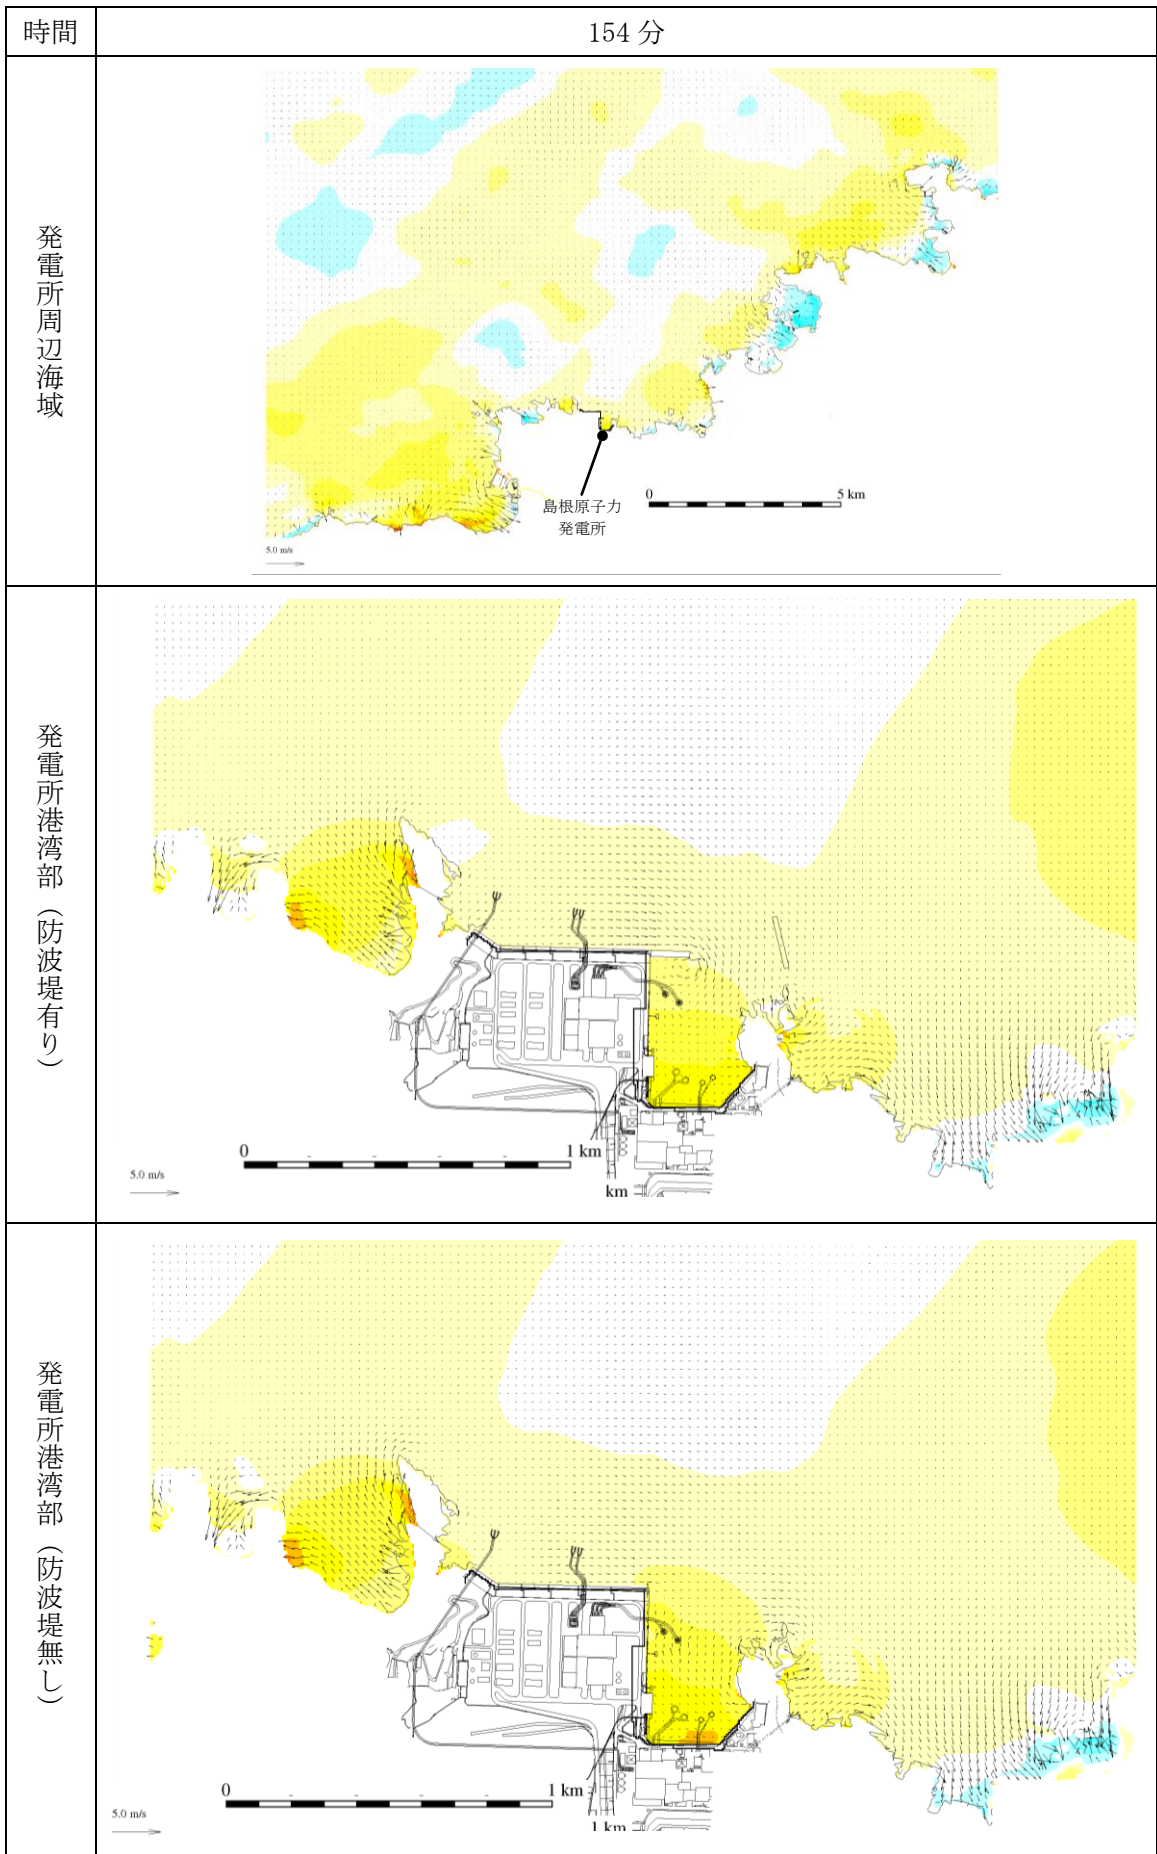 時間
154 分
発電所周辺海域
島根原子力
発電所
0
5 km
5.0 m/s
発電所港湾部（防波堤有り）
0
1 km
5.0 m/s
km
発電所港湾部（防波堤無し）
0
1 km
5.0 m/s
1 km